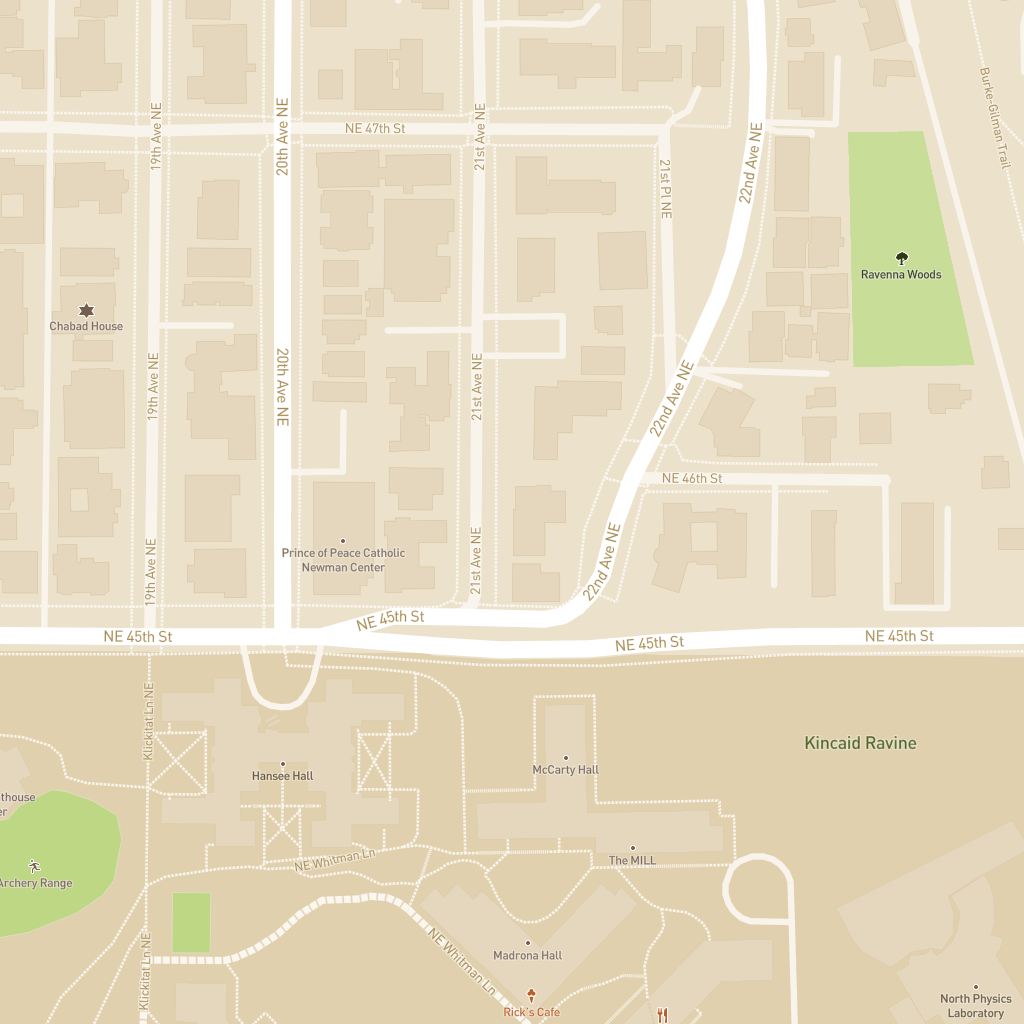 Burke-Gilman Trail
19th Ave NE
20th Ave NE
NE 47th St
21st Ave NE
22nd Ave NE
21st Pl NE
Ravenna Woods
Chabad House
19th Ave NE
20th Ave NE
21st Ave NE
22nd Ave NE
NE 46th St
Prince of Peace Catholic
Newman Center
19th Ave NE
21st Ave NE
22nd Ave NE
NE 45th St
NE 45th St
NE 45th St
NE 45th St
Klickitat Ln NE
Kincaid Ravine
Hansee Hall
McCarty Hall
thouse
er
NE Whitman Ln
The MILL
Archery Range
Klickitat Ln NE
NE Whitman Ln
Madrona Hall
Rick's Cafe
North Physics
Laboratory